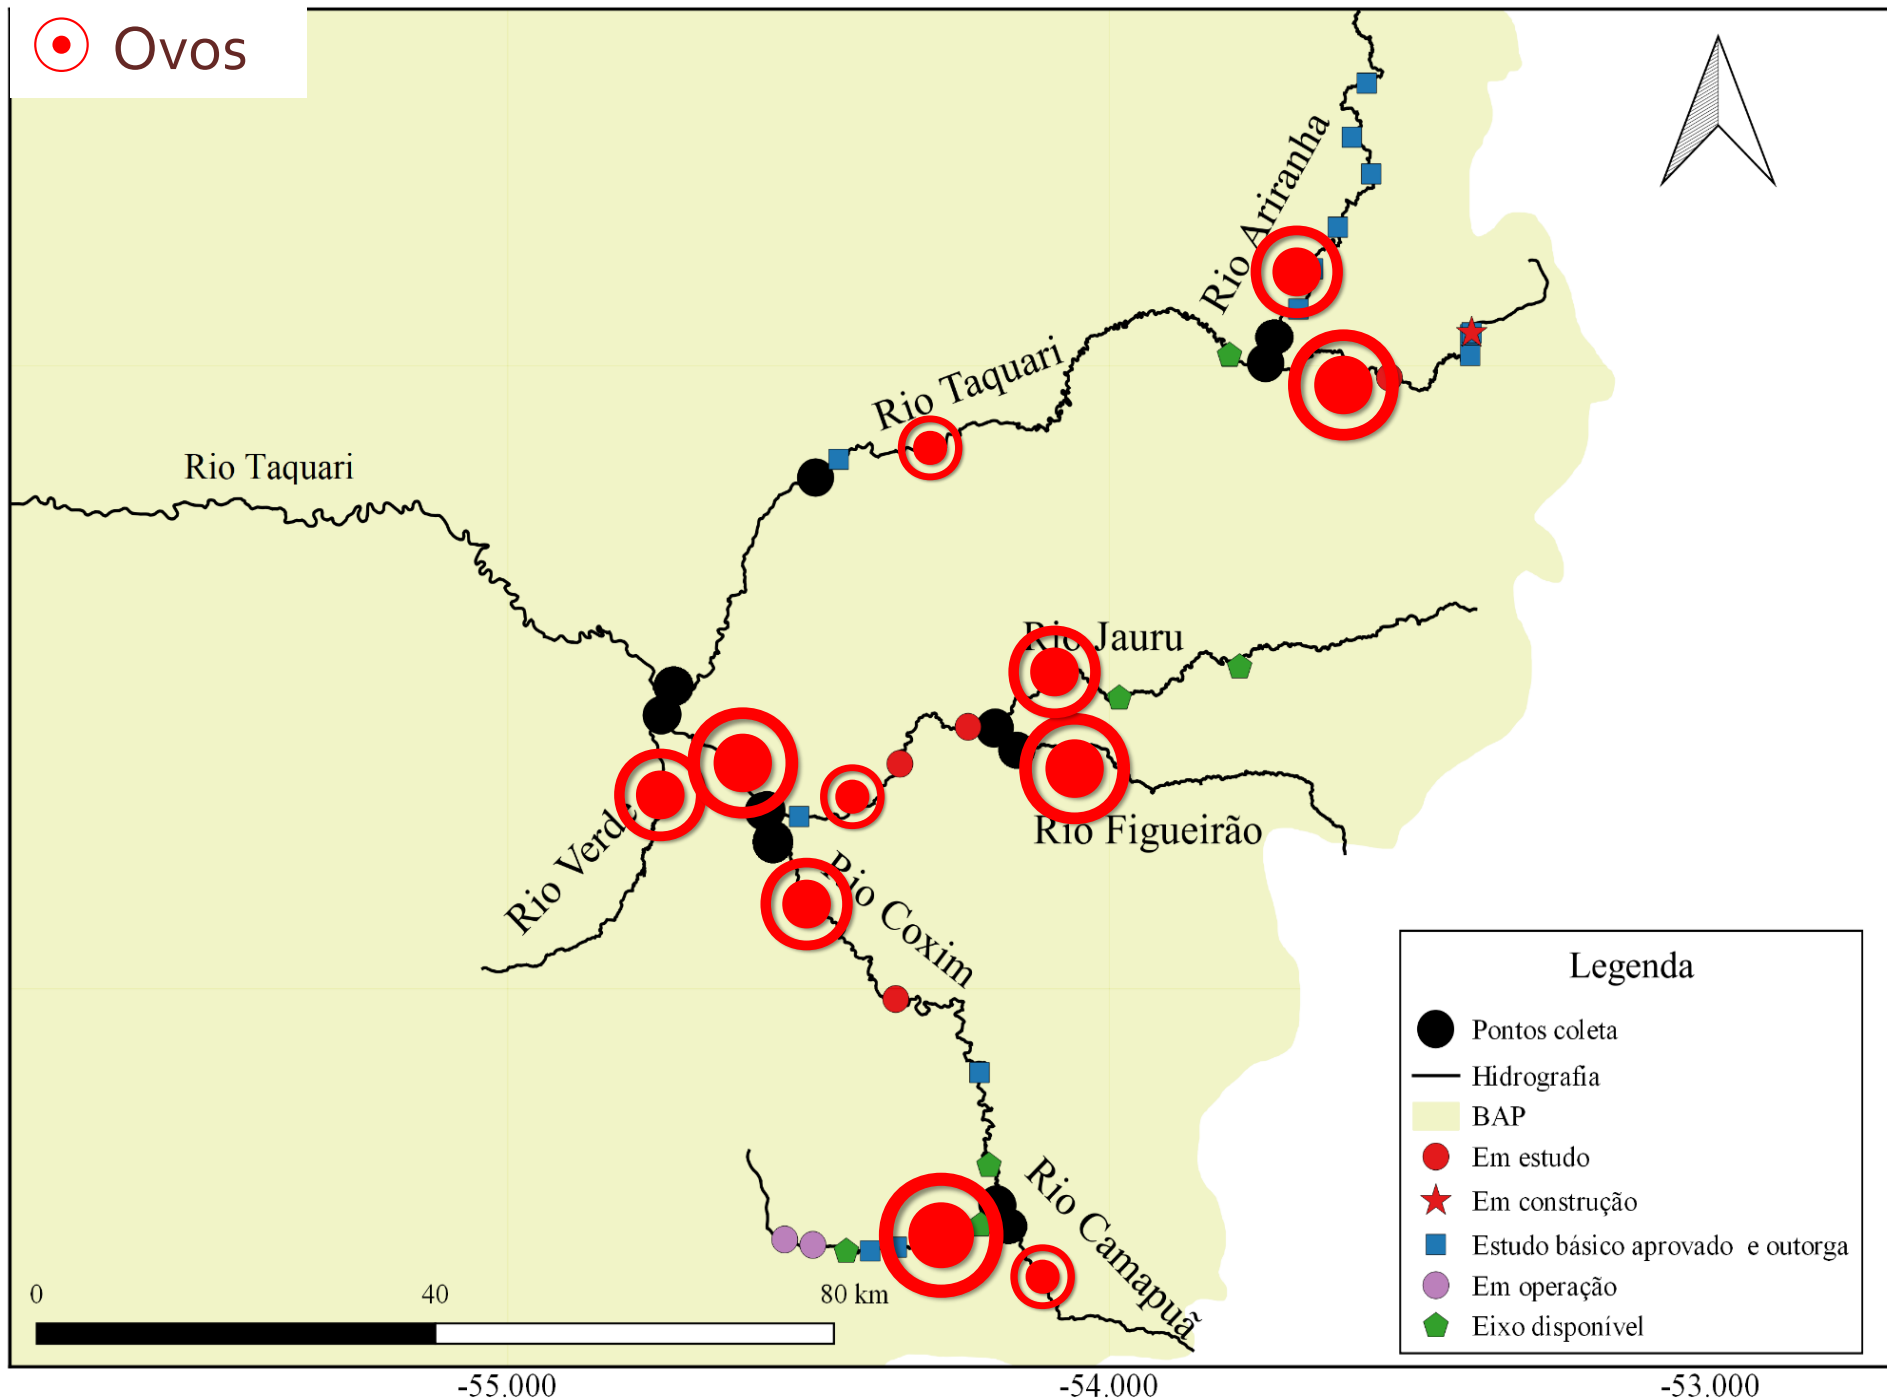 Ovos
Rio Ariranha
Rio Taquari
Rio Taquari
Rio Jauru
Rio Figueirão
Rio Verde
Rio Coxim
Rio Camapuã
Legenda
Pontos coleta
Hidrografia
BAP
Em estudo
Em construção
Estudo básico aprovado e outorga
Em operação
Eixo disponível
0 40 80 km
-55.000 -54.000 -53.000